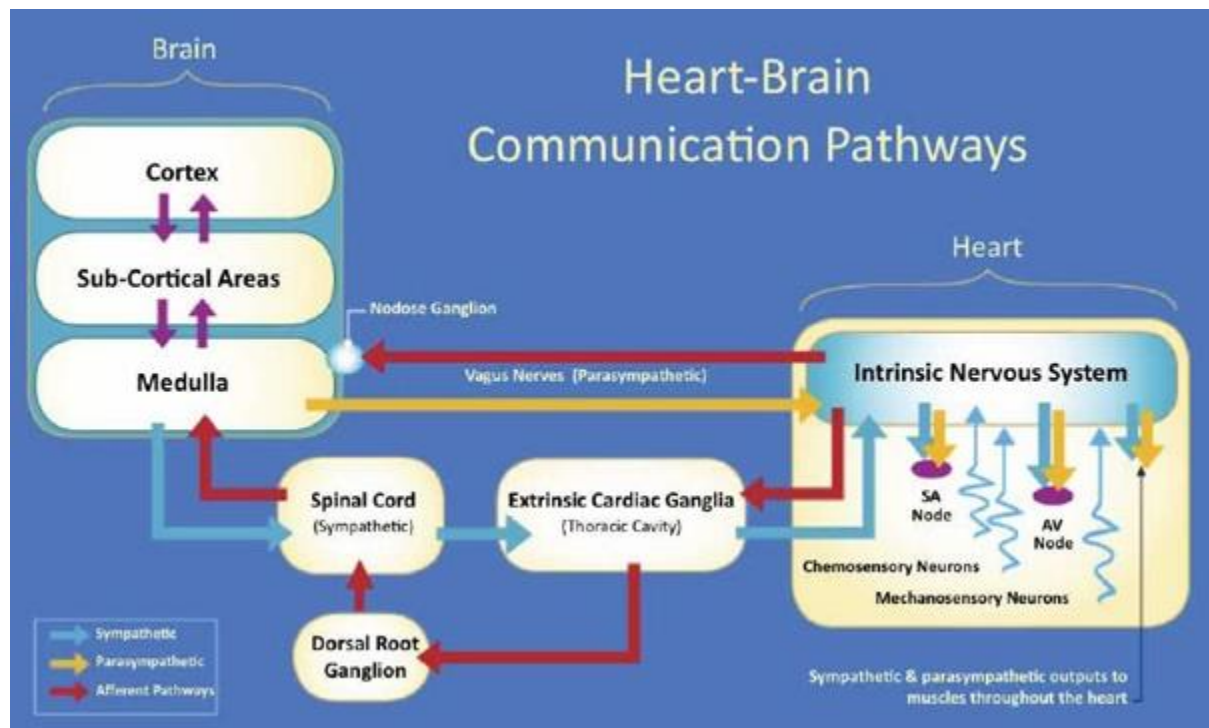 Brain
Heart-Brain
Communication Pathways
Cortex
Sub-Cortical Areas
Medulla
Nodose Ganglion
Vagus Nerves (Parasympathetic)
Heart
Intrinsic Nervous System
SA
Node
AV
Node
Chemosensory Neurons
Mechanosensory Neurons
Spinal Cord
(Sympathetic)
Extrinsic Cardiac Ganglia
(Thoracic Cavity)
Dorsal Root
Ganglion
Sympathetic
Parasympathetic
Afferent Pathways
Sympathetic & parasympathetic outputs to
muscles throughout the heart